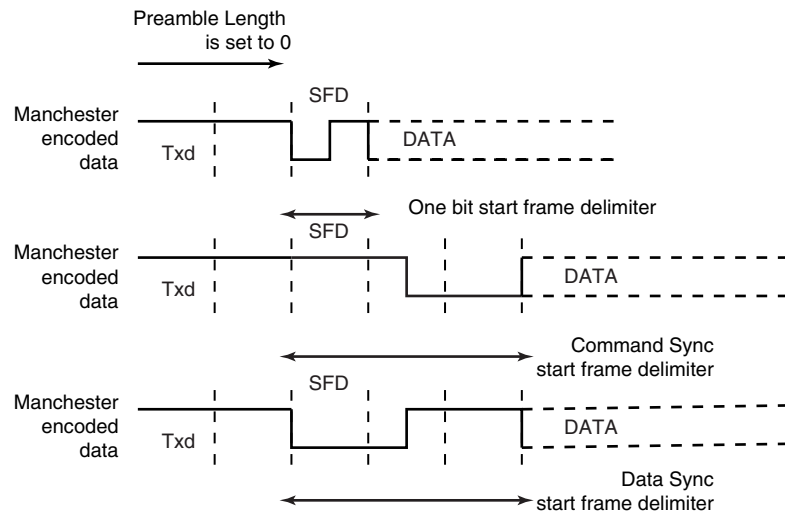 Preamble Length
is set to 0
SFD
Manchester
encoded
data
Txd
DATA
One bit start frame delimiter
SFD
Manchester
encoded
data
Txd
DATA
Command Sync
start frame delimiter
SFD
Manchester
encoded
data
Txd
DATA
Data Sync
start frame delimiter